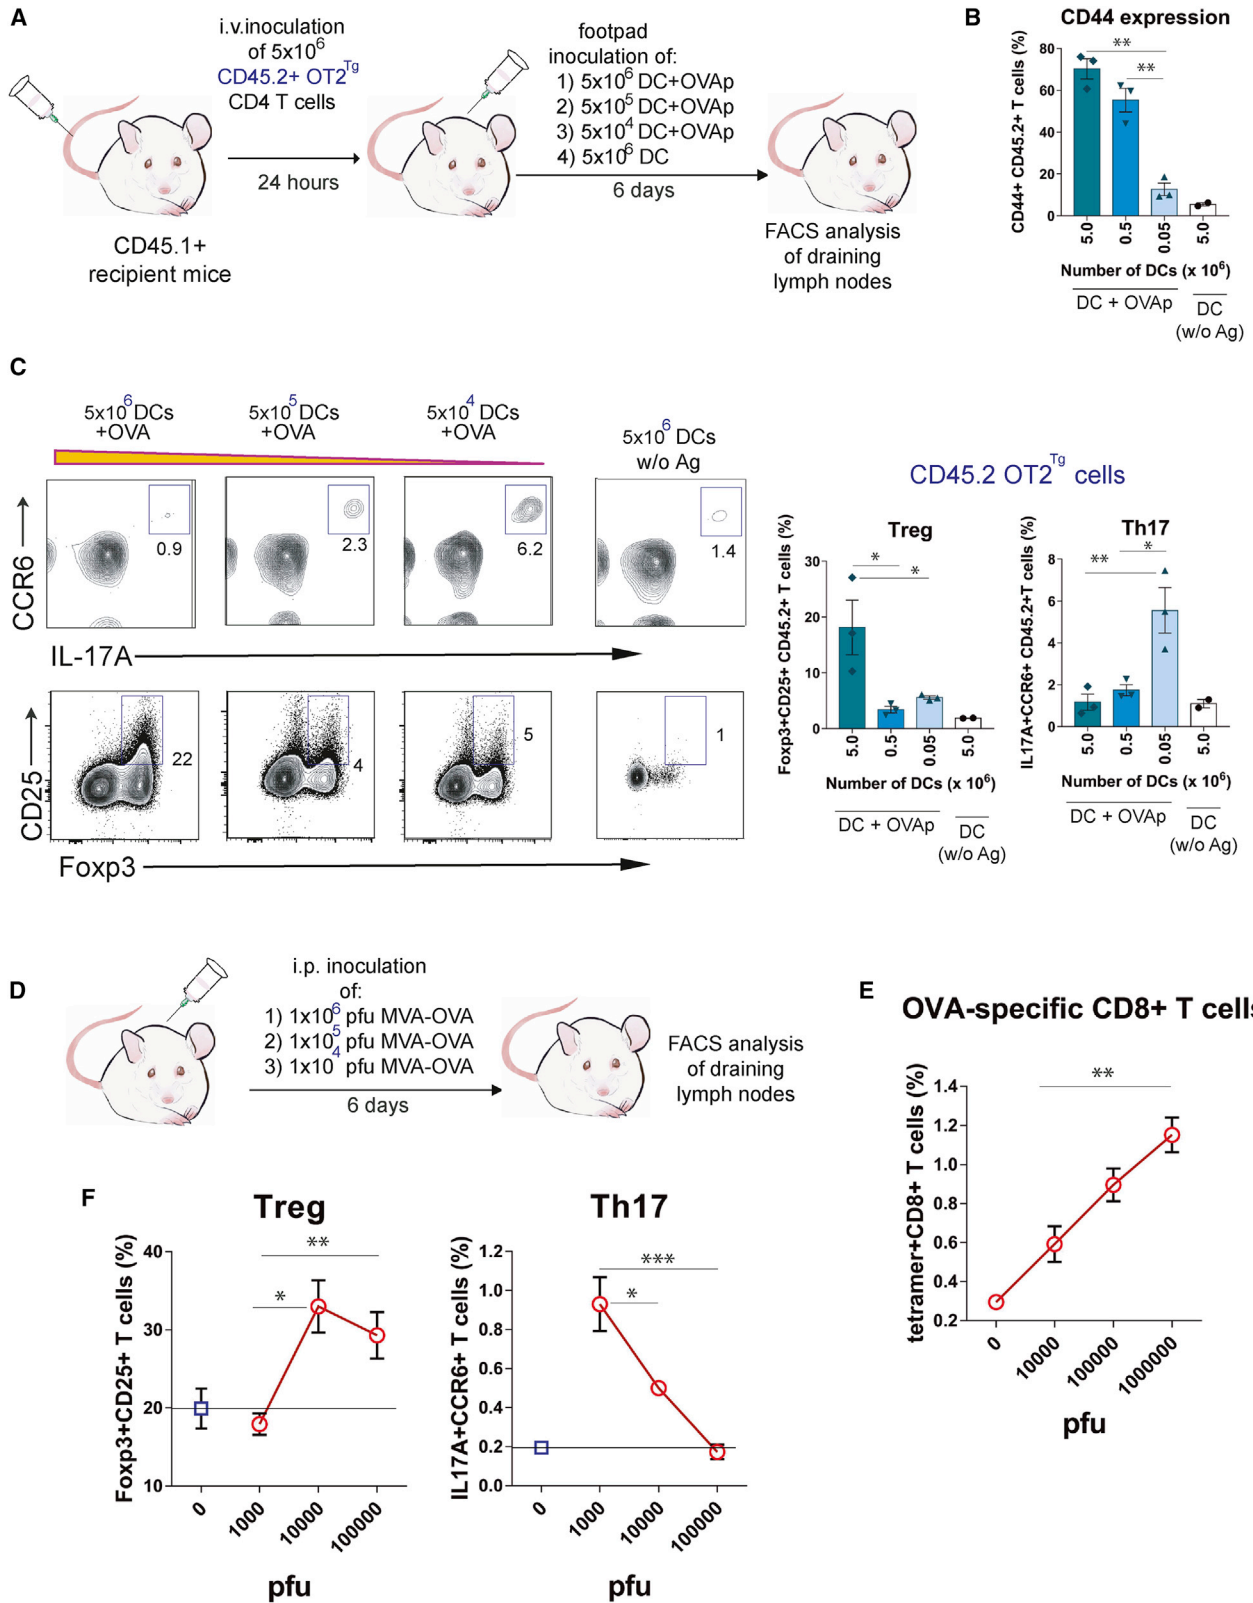 A
i.v.inoculation
of 5x10^6
CD45.2+ OT2^Tg
CD4 T cells
24 hours
CD45.1+
recipient mice
footpad
inoculation of:
1) 5x10^6 DC+OVAp
2) 5x10^5 DC+OVAp
3) 5x10^4 DC+OVAp
4) 5x10^6 DC
6 days
FACS analysis
of draining
lymph nodes
B
CD44 expression
CD44+ CD45.2+ T cells (%)
80
60
40
20
0
**
**
5.0
0.5
0.05
5.0
Number of DCs (x 10^6)
DC + OVAp
DC
(w/o Ag)
C
5x10^6 DCs
+OVA
5x10^5 DCs
+OVA
5x10^4 DCs
+OVA
5x10^6 DCs
w/o Ag
CCR6
0.9
2.3
6.2
1.4
IL-17A
CD25
22
4
5
1
Foxp3
CD45.2 OT2^Tg cells
Treg
Foxp3+CD25+ CD45.2+ T cells (%)
30
20
10
0
*
*
5.0
0.5
0.05
5.0
Number of DCs (x 10^6)
DC + OVAp
DC
(w/o Ag)
Th17
IL17A+CCR6+ CD45.2+T cells (%)
8
6
4
2
0
**
*
5.0
0.5
0.05
5.0
Number of DCs (x 10^6)
DC + OVAp
DC
(w/o Ag)
D
i.p. inoculation
of:
1) 1x10^6 pfu MVA-OVA
2) 1x10^5 pfu MVA-OVA
3) 1x10^4 pfu MVA-OVA
6 days
FACS analysis
of draining
lymph nodes
E
OVA-specific CD8+ T cells
tetramer+CD8+ T cells (%)
1.4
1.2
1.0
0.8
0.6
0.4
0.2
**
0
10000
100000
1000000
pfu
F
Treg
Foxp3+CD25+ T cells (%)
40
30
20
10
**
*
0
1000
10000
100000
pfu
Th17
IL17A+CCR6+ T cells (%)
1.2
1.0
0.8
0.6
0.4
0.2
0.0
***
*
0
1000
10000
100000
pfu